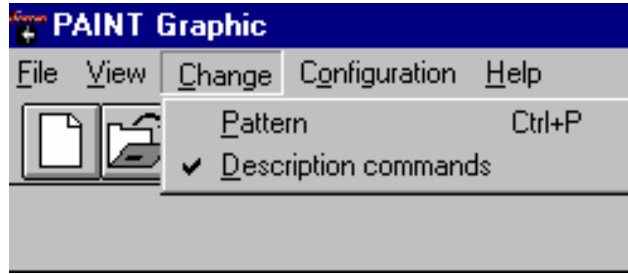 PAINT Graphic
File View Change Configuration Help
Pattern Ctrl+P
Description commands